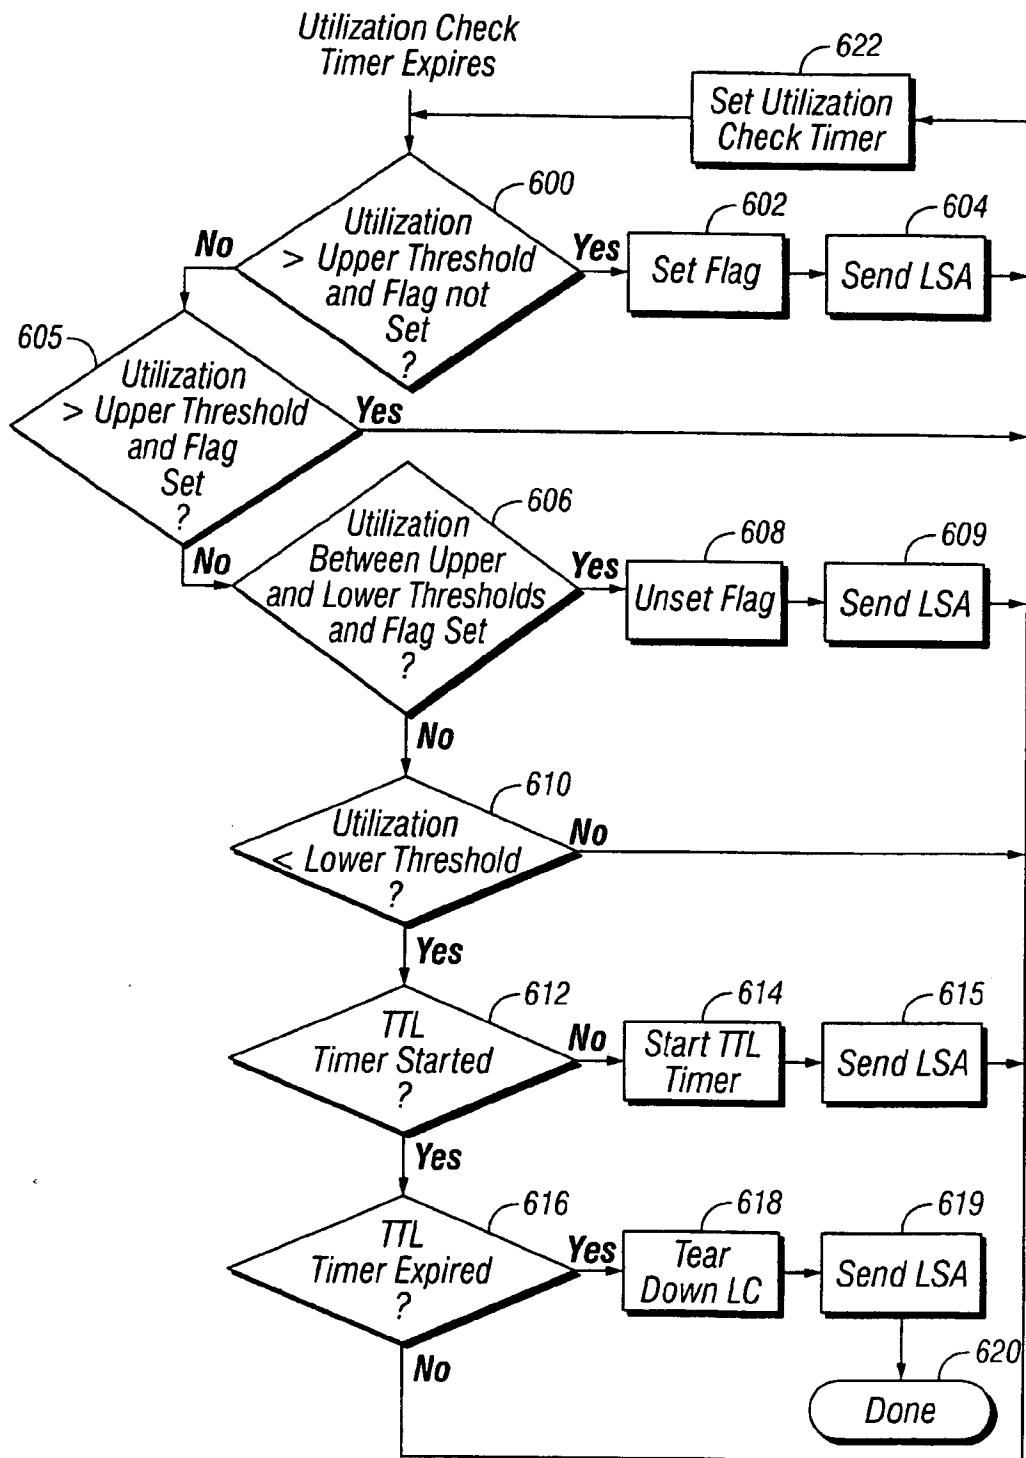 Utilization Check
Timer Expires
622
Set Utilization
Check Timer
600
Utilization
> Upper Threshold
and Flag not
Set
?
No
Yes
602
Set Flag
604
Send LSA
605
Utilization
> Upper Threshold
and Flag
Set
?
Yes
No
606
Utilization
Between Upper
and Lower Thresholds
and Flag Set
?
Yes
608
Unset Flag
609
Send LSA
No
610
Utilization
< Lower Threshold
?
No
Yes
612
TTL
Timer Started
?
No
614
Start TTL
Timer
615
Send LSA
Yes
616
TTL
Timer Expired
?
Yes
618
Tear
Down LC
619
Send LSA
No
620
Done